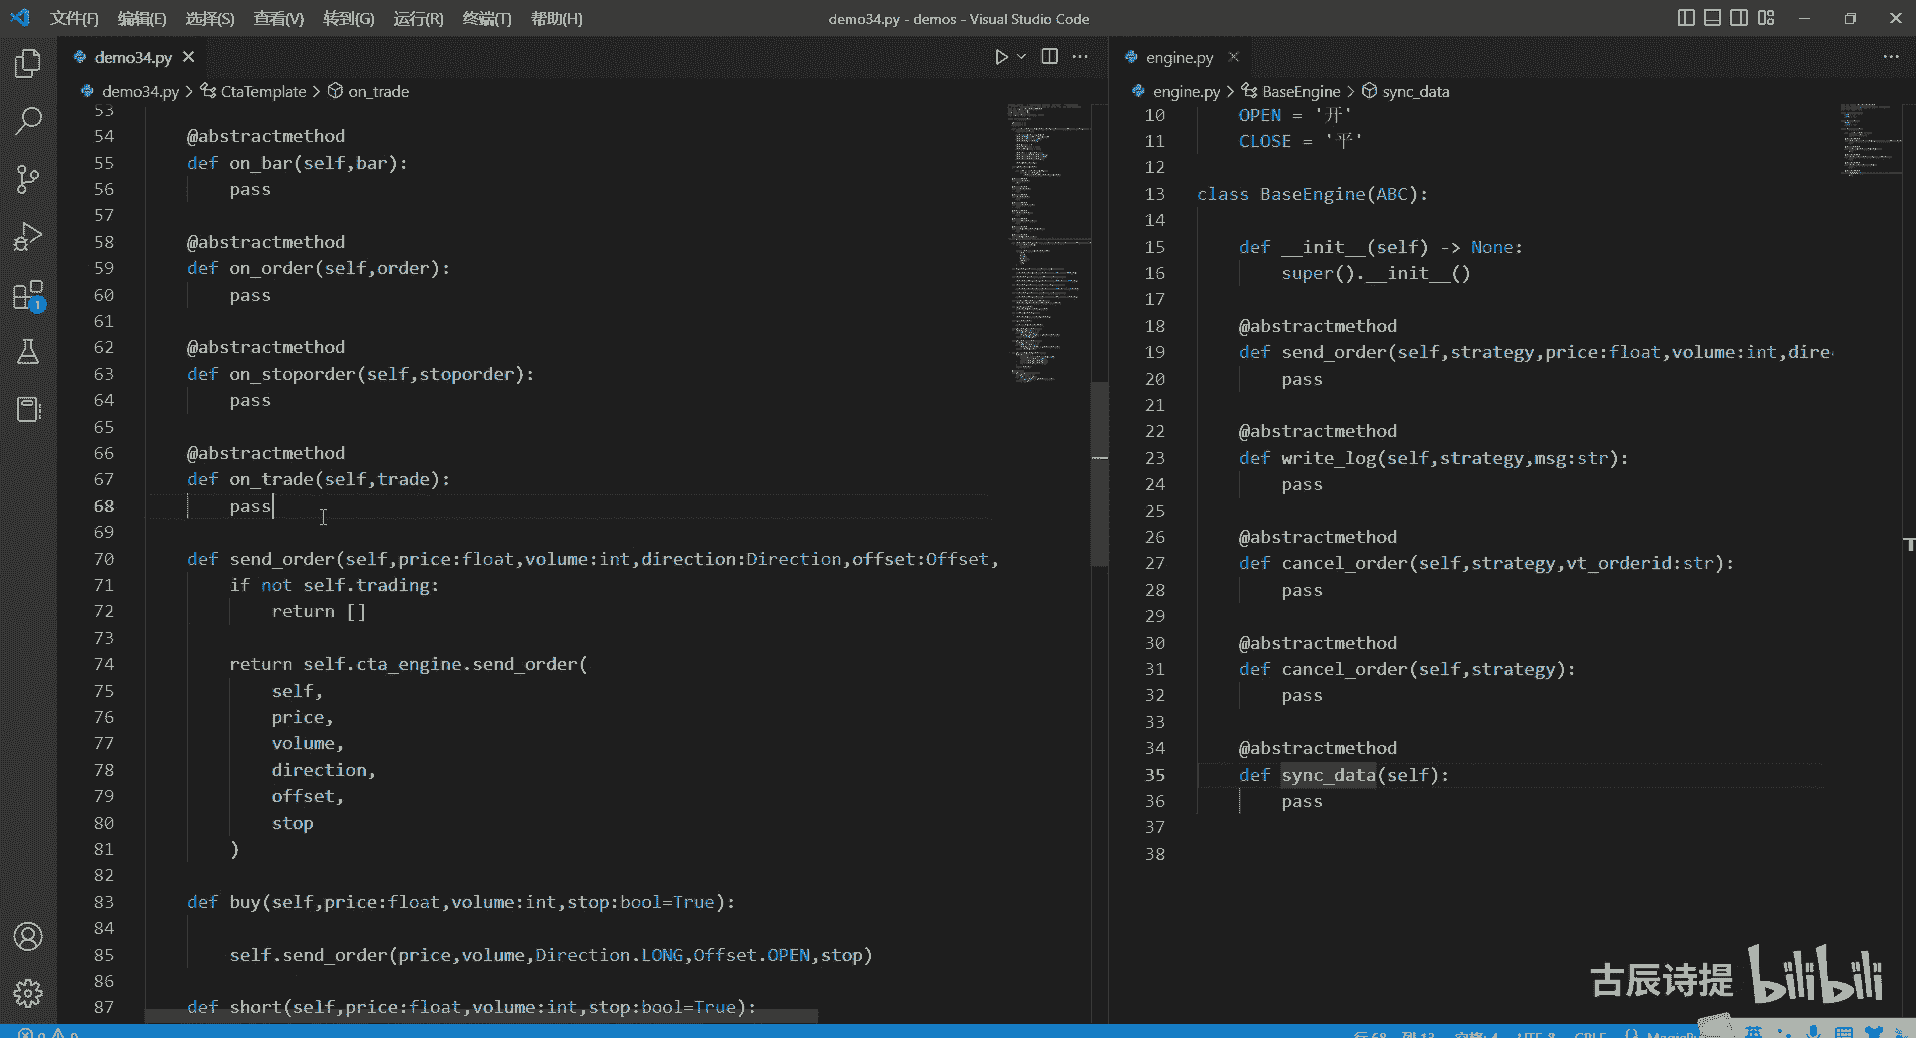 文件(F) 编辑(E) 选择(S) 查看(V) 转到(G) 运行(R) 终端(T) 帮助(H) demo34.py - demos - Visual Studio Code
demo34.py
demo34.py > CtaTemplate > on_trade
53
54 @abstractmethod
55 def on_bar(self,bar):
56 pass
57
58 @abstractmethod
59 def on_order(self,order):
60 pass
61
62 @abstractmethod
63 def on_stoporder(self,stoporder):
64 pass
65
66 @abstractmethod
67 def on_trade(self,trade):
68 pass
69
70 def send_order(self,price:float,volume:int,direction:Direction,offset:Offset,
71 if not self.trading:
72 return []
73
74 return self.cta_engine.send_order(
75 self,
76 price,
77 volume,
78 direction,
79 offset,
80 stop
81 )
82
83 def buy(self,price:float,volume:int,stop:bool=True):
84
85 self.send_order(price,volume,Direction.LONG,Offset.OPEN,stop)
86
87 def short(self,price:float,volume:int,stop:bool=True):
engine.py
engine.py > BaseEngine > sync_data
10 OPEN = '开'
11 CLOSE = '平'
12
13 class BaseEngine(ABC):
14
15 def __init__(self) -> None:
16 super().__init__()
17
18 @abstractmethod
19 def send_order(self,strategy,price:float,volume:int,dire
20 pass
21
22 @abstractmethod
23 def write_log(self,strategy,msg:str):
24 pass
25
26 @abstractmethod
27 def cancel_order(self,strategy,vt_orderid:str):
28 pass
29
30 @abstractmethod
31 def cancel_order(self,strategy):
32 pass
33
34 @abstractmethod
35 def sync_data(self):
36 pass
37
38
1
古辰诗提 bilibili
英